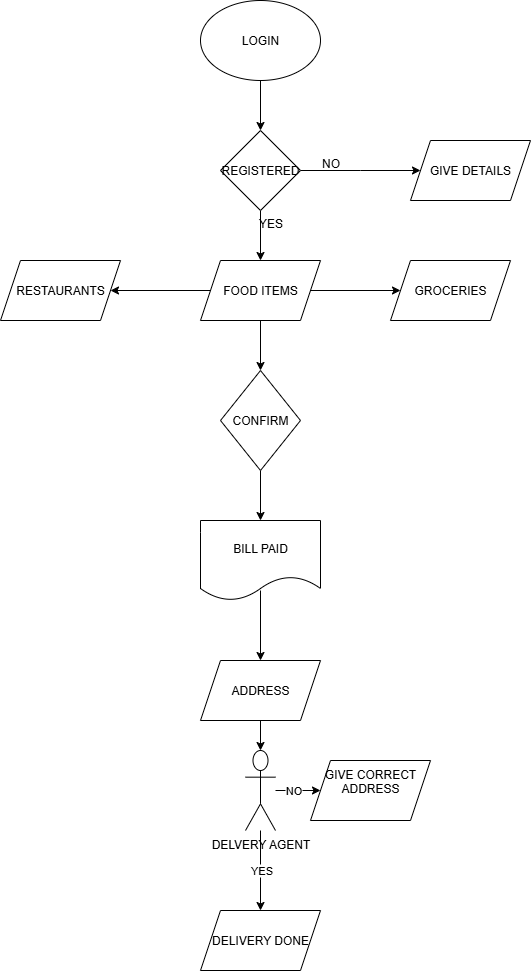 LOGIN
REGISTERED
NO
GIVE DETAILS
YES
RESTAURANTS
FOOD ITEMS
GROCERIES
CONFIRM
BILL PAID
ADDRESS
NO
GIVE CORRECT
ADDRESS
DELVERY AGENT
YES
DELIVERY DONE